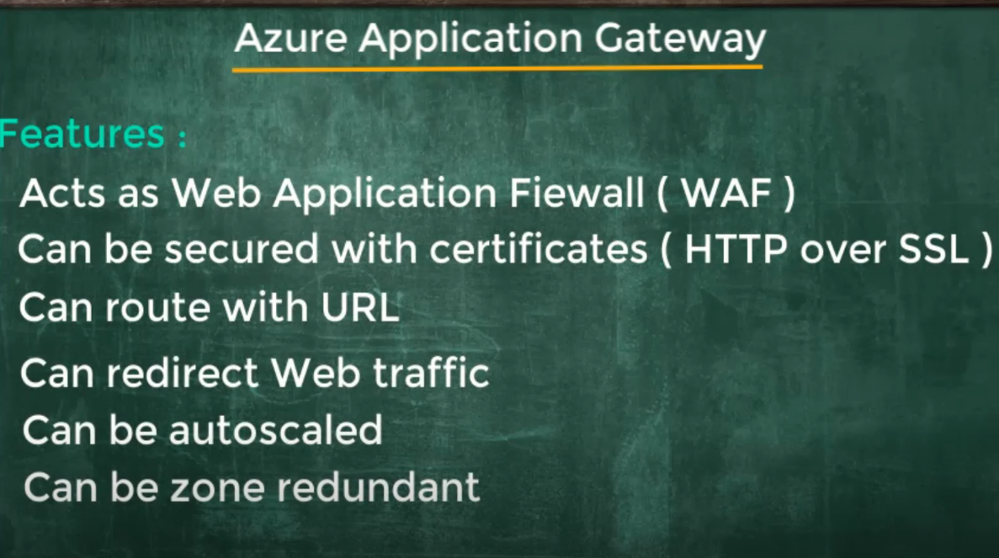 Azure Application Gateway
Features :
Acts as Web Application Fiewall ( WAF )
Can be secured with certificates ( HTTP over SSL )
Can route with URL
Can redirect Web traffic
Can be autoscaled
Can be zone redundant